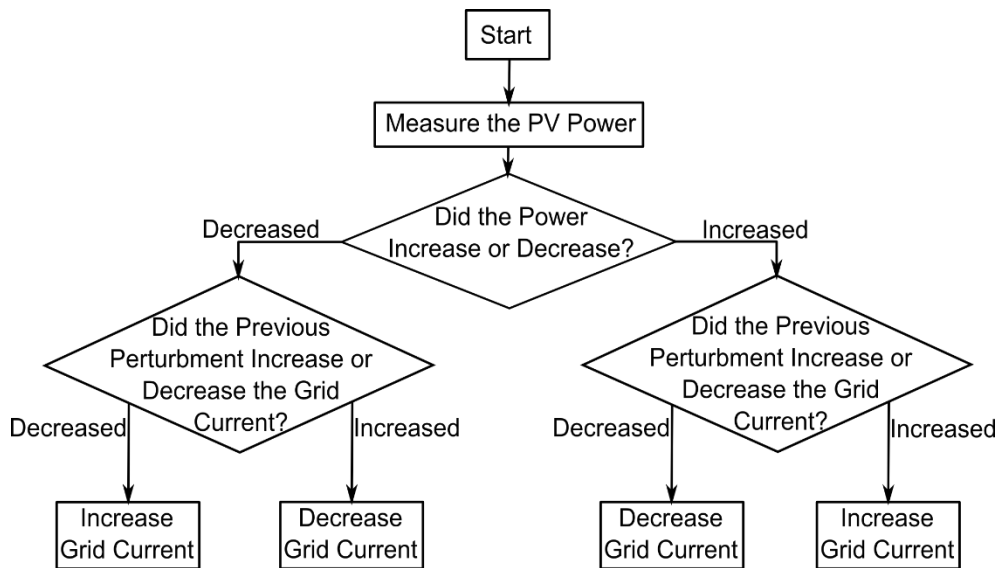 Start
Measure the PV Power
Did the Power
Increase or Decrease?
Decreased
Increased
Did the Previous
Perturbment Increase or
Decrease the Grid
Current?
Decreased
Increased
Did the Previous
Perturbment Increase or
Decrease the Grid
Current?
Decreased
Increased
Increase
Grid Current
Decrease
Grid Current
Decrease
Grid Current
Increase
Grid Current